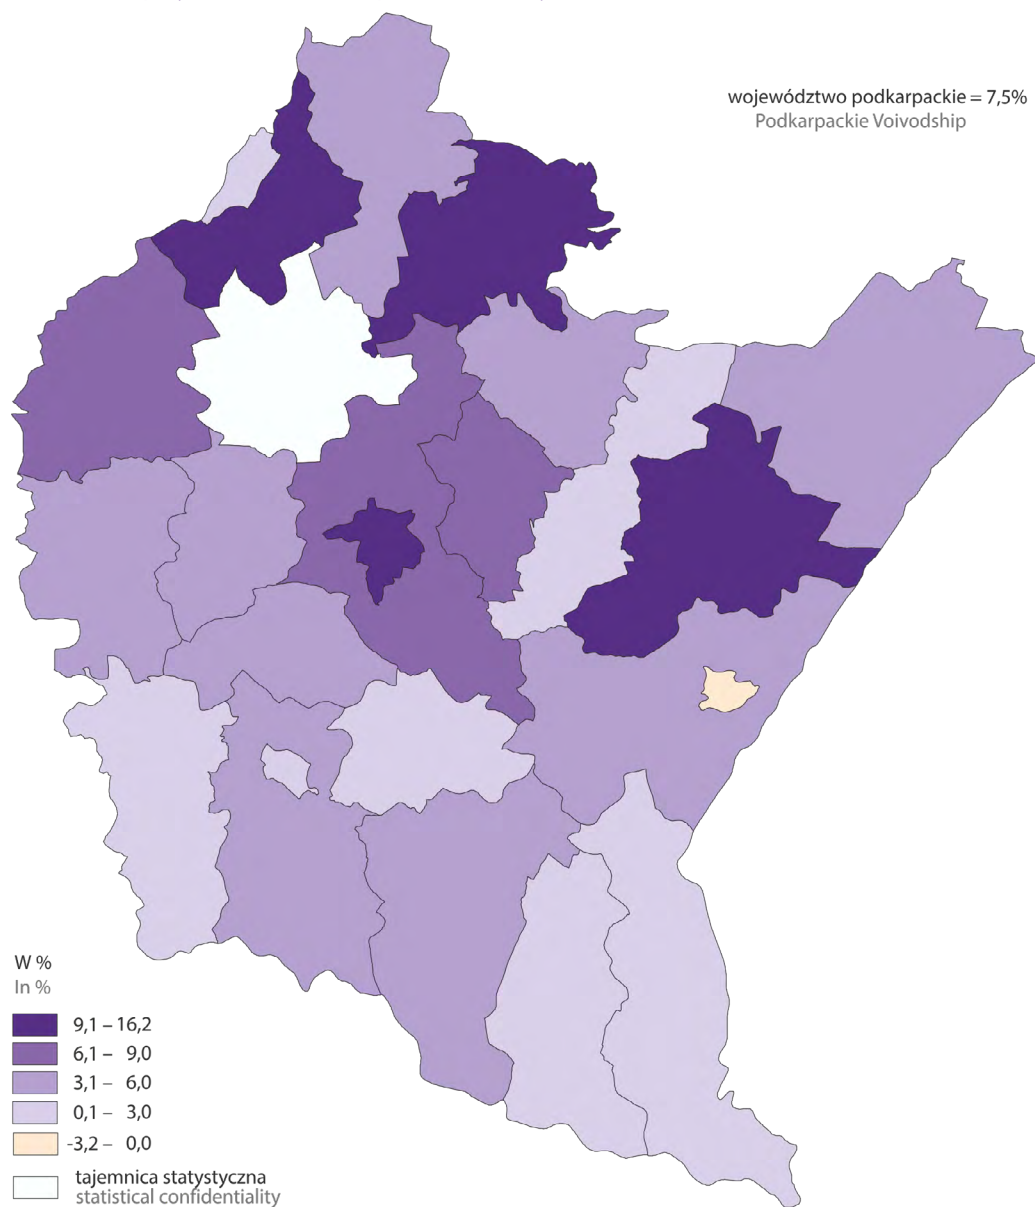 województwo podkarpackie = 7,5%
Podkarpackie Voivodship
W %
In %
9,1 – 16,2
6,1 – 9,0
3,1 – 6,0
0,1 – 3,0
-3,2 – 0,0
tajemnica statystyczna
statistical confidentiality